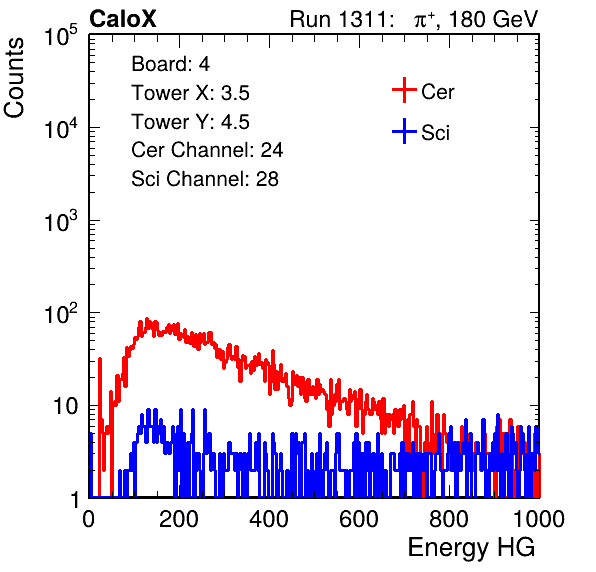 CaloX Run 1311: π⁺, 180 GeV
Counts
10⁵
10⁴
10³
10²
10
1
Board: 4
Tower X: 3.5
Tower Y: 4.5
Cer Channel: 24
Sci Channel: 28
Cer
Sci
0 200 400 600 800 1000
Energy HG